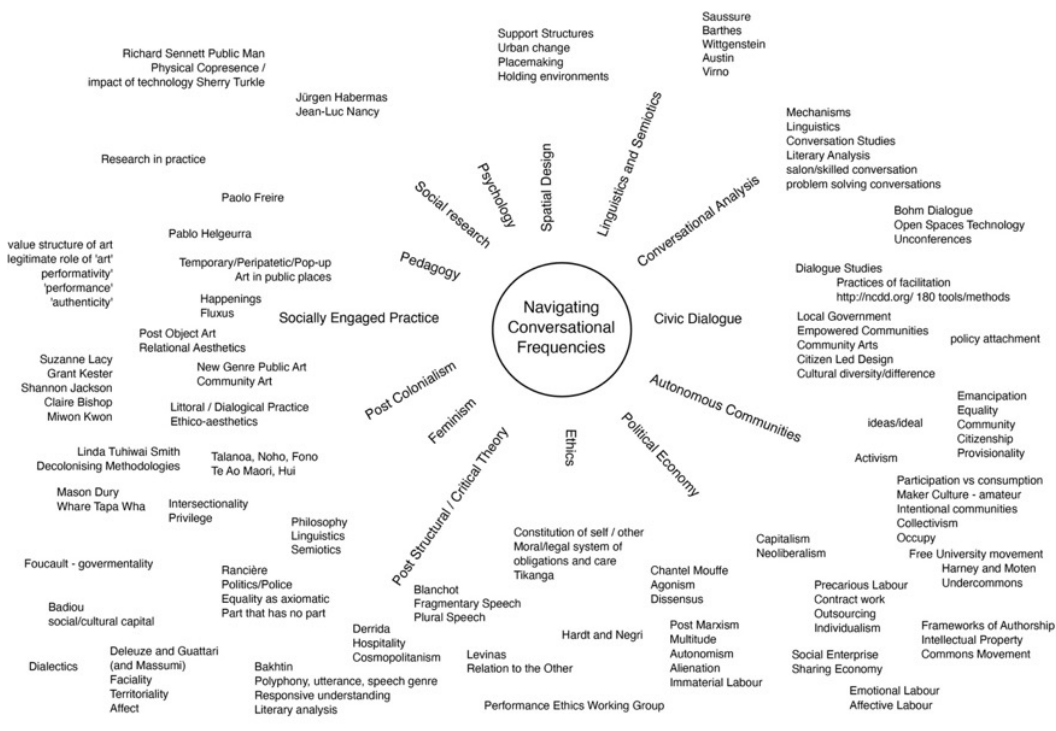 Richard Sennett Public Man
Physical Copresence /
impact of technology Sherry Turkle
Jürgen Habermas
Jean-Luc Nancy
Support Structures
Urban change
Placemaking
Holding environments
Saussure
Barthes
Wittgenstein
Austin
Virno
Mechanisms
Linguistics
Conversation Studies
Literary Analysis
salon/skilled conversation
problem solving conversations
Research in practice
Paolo Freire
Pablo Helgeurra
Bohm Dialogue
Open Spaces Technology
Unconferences
Social research
Psychology
Spatial Design
Linguistics and Semiotics
Conversational Analysis
value structure of art
legitimate role of 'art'
performativity'
'performance'
'authenticity'
Temporary/Peripatetic/Pop-up
Art in public places
Pedagogy
Happenings
Fluxus
Socially Engaged Practice
Navigating
Conversational
Frequencies
Civic Dialogue
Dialogue Studies
Practices of facilitation
http://ncdd.org/ 180 tools/methods
Local Government
Empowered Communities
Community Arts
Citizen Led Design
Cultural diversity/difference
policy attachment
Post Object Art
Relational Aesthetics
Suzanne Lacy
Grant Kester
Shannon Jackson
Claire Bishop
Miwon Kwon
New Genre Public Art
Community Art
Littoral / Dialogical Practice
Ethico-aesthetics
Post Colonialism
Feminism
Post Structural / Critical Theory
Ethics
Political Economy
Autonomous Communities
ideas/ideal
Emancipation
Equality
Community
Citizenship
Provisionality
Activism
Linda Tuhiwai Smith
Decolonising Methodologies
Talanoa, Noho, Fono
Te Ao Maori, Hui
Mason Dury
Whare Tapa Wha
Intersectionality
Privilege
Philosophy
Linguistics
Semiotics
Constitution of self / other
Moral/legal system of
obligations and care
Tikanga
Capitalism
Neoliberalism
Participation vs consumption
Maker Culture - amateur
Intentional communities
Collectivism
Occupy
Free University movement
Harney and Moten
Undercommons
Foucault - govermentality
Rancière
Politics/Police
Equality as axiomatic
Part that has no part
Blanchot
Fragmentary Speech
Plural Speech
Chantel Mouffe
Agonism
Dissensus
Precarious Labour
Contract work
Outsourcing
Individualism
Badiou
social/cultural capital
Derrida
Hospitality
Cosmopolitanism
Hardt and Negri
Post Marxism
Multitude
Autonomism
Alienation
Immaterial Labour
Frameworks of Authorship
Intellectual Property
Commons Movement
Dialectics
Deleuze and Guattari
(and Massumi)
Faciality
Territoriality
Affect
Bakhtin
Polyphony, utterance, speech genre
Responsive understanding
Literary analysis
Levinas
Relation to the Other
Social Enterprise
Sharing Economy
Performance Ethics Working Group
Emotional Labour
Affective Labour